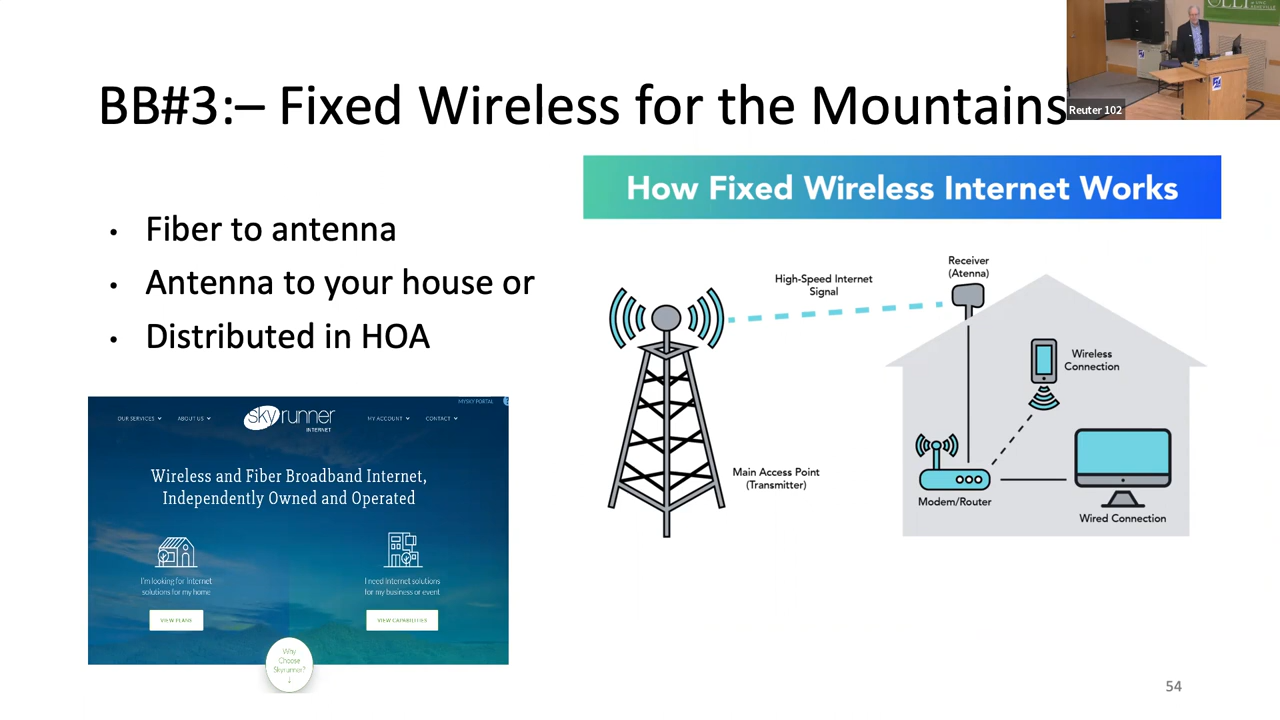 BB#3:– Fixed Wireless for the Mountains
Reuter 102
How Fixed Wireless Internet Works
• Fiber to antenna
• Antenna to your house or
• Distributed in HOA
High-Speed Internet
Signal
Receiver
(Atenna)
Wireless
Connection
Main Access Point
(Transmitter)
Modem/Router
Wired Connection
MYSKY PORTAL
OUR SERVICES
ABOUT US
skyrunner
INTERNET
MY ACCOUNT
CONTACT
Wireless and Fiber Broadband Internet,
Independently Owned and Operated
I'm looking for Internet
solutions for my home
I need Internet solutions
for my business or event
VIEW PLANS
VIEW CAPABILITIES
Why
Choose
Skyrunner?
↓
54